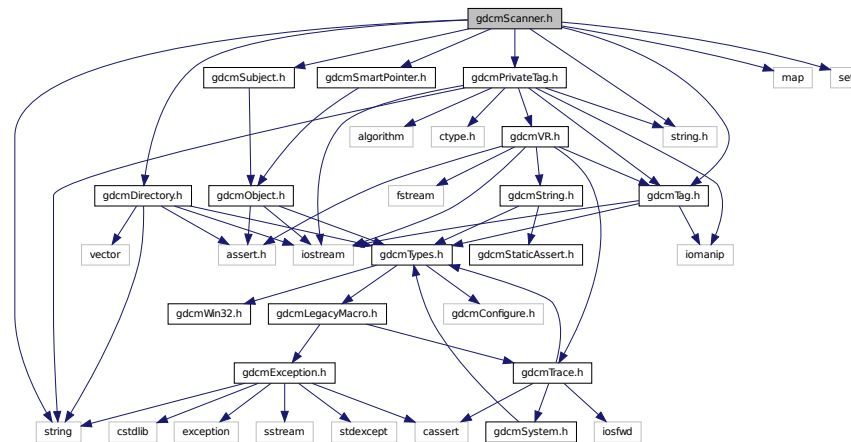 gdcmScanner.h
gdcmSubject.h
gdcmSmartPointer.h
gdcmPrivateTag.h
map
set
algorithm
ctype.h
gdcmVR.h
string.h
gdcmDirectory.h
gdcmObject.h
fstream
gdcmString.h
gdcmTag.h
vector
assert.h
iostream
gdcmTypes.h
gdcmStaticAssert.h
iomanip
gdcmWin32.h
gdcmLegacyMacro.h
gdcmConfigure.h
gdcmException.h
gdcmTrace.h
string
cstdlib
exception
sstream
stdexcept
cassert
gdcmSystem.h
iosfwd